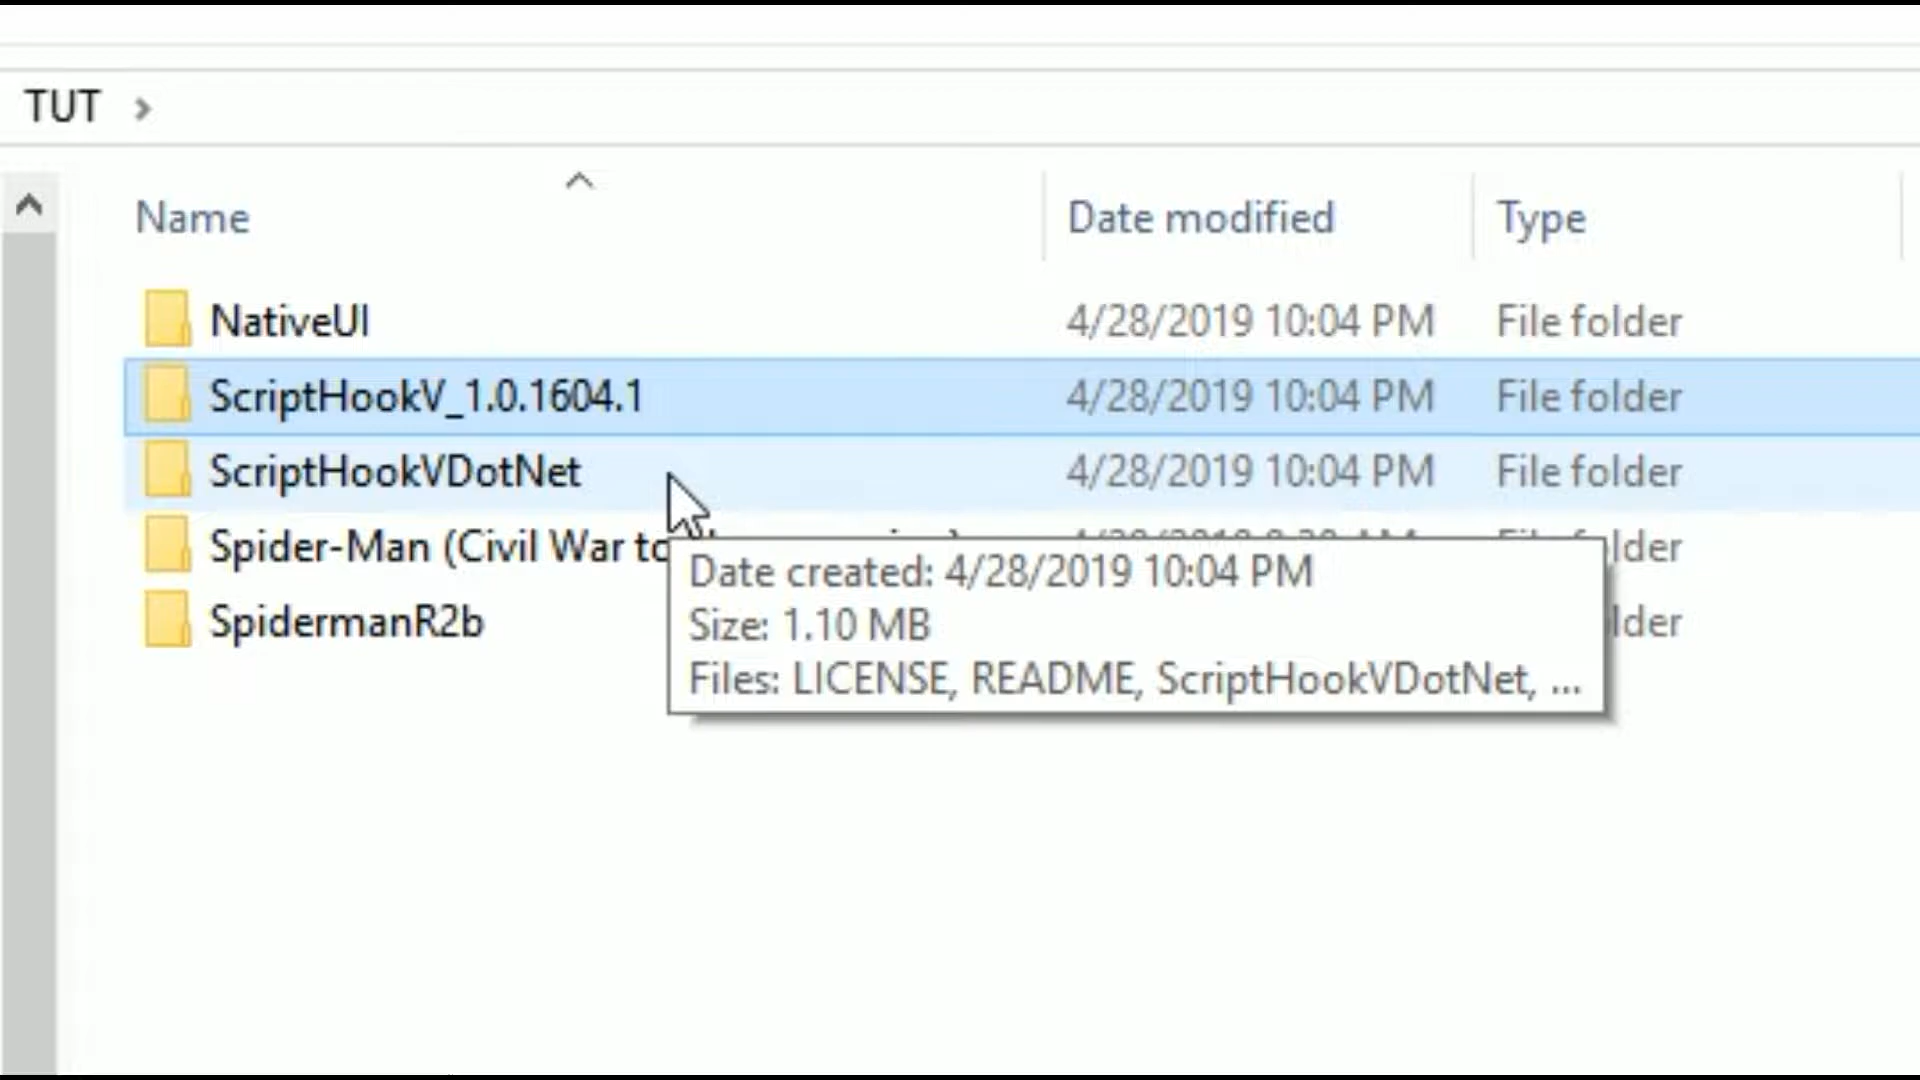 TUT
Name Date modified Type
NativeUI 4/28/2019 10:04 PM File folder
ScriptHookV_1.0.1604.1 4/28/2019 10:04 PM File folder
ScriptHookVDotNet 4/28/2019 10:04 PM File folder
Spider-Man (Civil War to
SpidermanR2b
Date created: 4/28/2019 10:04 PM
Size: 1.10 MB
Files: LICENSE, README, ScriptHookVDotNet, ...